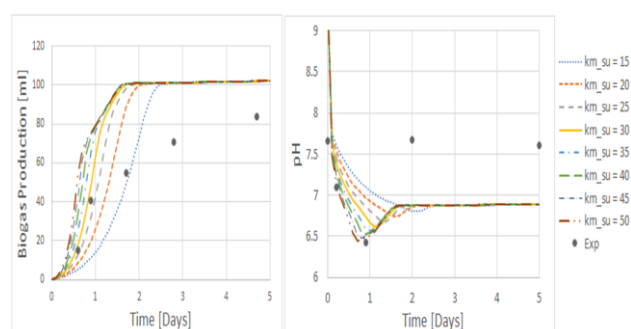 Biogas Production [ml]
120
100
80
60
40
20
0
0 1 2 3 4 5
Time [Days]
pH
9
8.5
8
7.5
7
6.5
6
0 1 2 3 4 5
Time [Days]
km_su = 15
km_su = 20
km_su = 25
km_su = 30
km_su = 35
km_su = 40
km_su = 45
km_su = 50
Exp